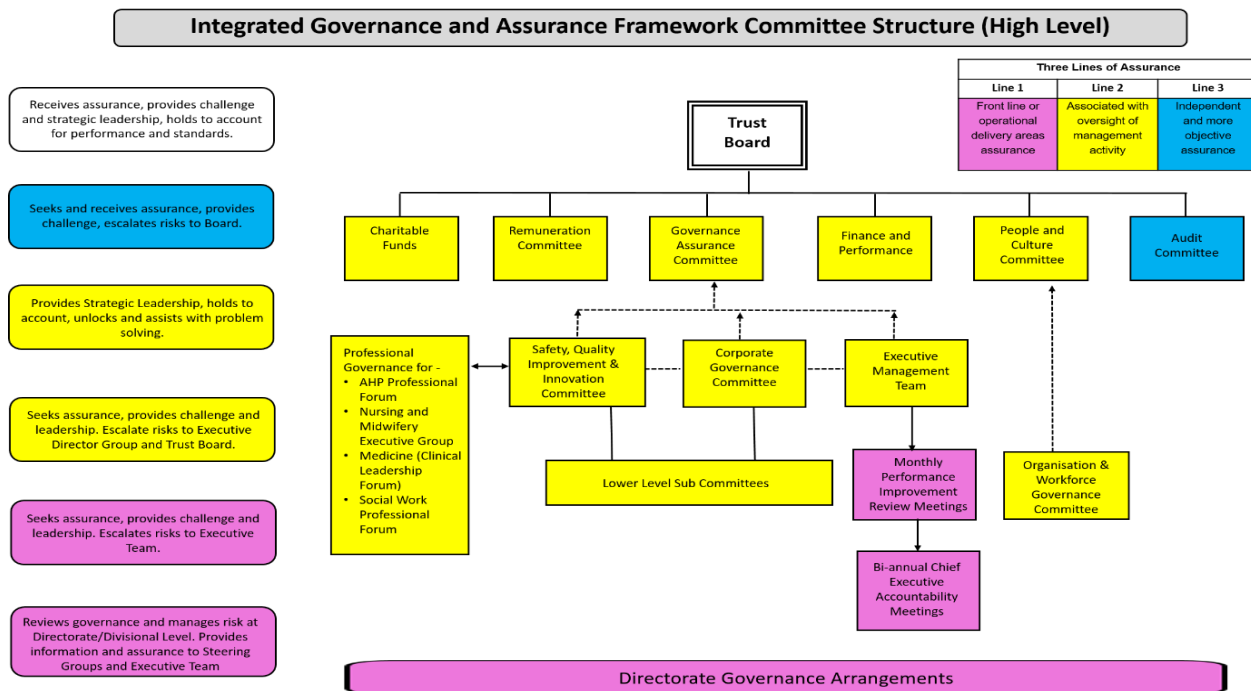 Integrated Governance and Assurance Framework Committee Structure (High Level)
Three Lines of Assurance
Line 1
Line 2
Line 3
Front line or
operational
delivery areas
assurance
Associated with
oversight of
management
activity
Independent
and more
objective
assurance
Receives assurance, provides challenge
and strategic leadership, holds to
account for performance and standards.
Seeks and receives assurance, provides
challenge, escalates risks to Board.
Provides Strategic Leadership, holds to
account, unlocks and assists with problem
solving.
Seeks assurance, provides challenge and
leadership. Escalate risks to Executive
Director Group and Trust Board.
Seeks assurance, provides challenge and
leadership. Escalates risks to Executive
Team.
Reviews governance and manages risk at
Directorate/Divisional Level. Provides
information and assurance to Steering
Groups and Executive Team
Trust
Board
Charitable
Funds
Remuneration
Committee
Governance
Assurance
Committee
Finance and
Performance
People and
Culture
Committee
Audit
Committee
Professional
Governance for -
• AHP Professional
Forum
• Nursing and
Midwifery
Executive Group
• Medicine (Clinical
Leadership
Forum)
• Social Work
Professional
Forum
Safety, Quality
Improvement &
Innovation
Committee
Corporate
Governance
Committee
Executive
Management
Team
Lower Level Sub Committees
Monthly
Performance
Improvement
Review Meetings
Organisation &
Workforce
Governance
Committee
Bi-annual Chief
Executive
Accountability
Meetings
Directorate Governance Arrangements